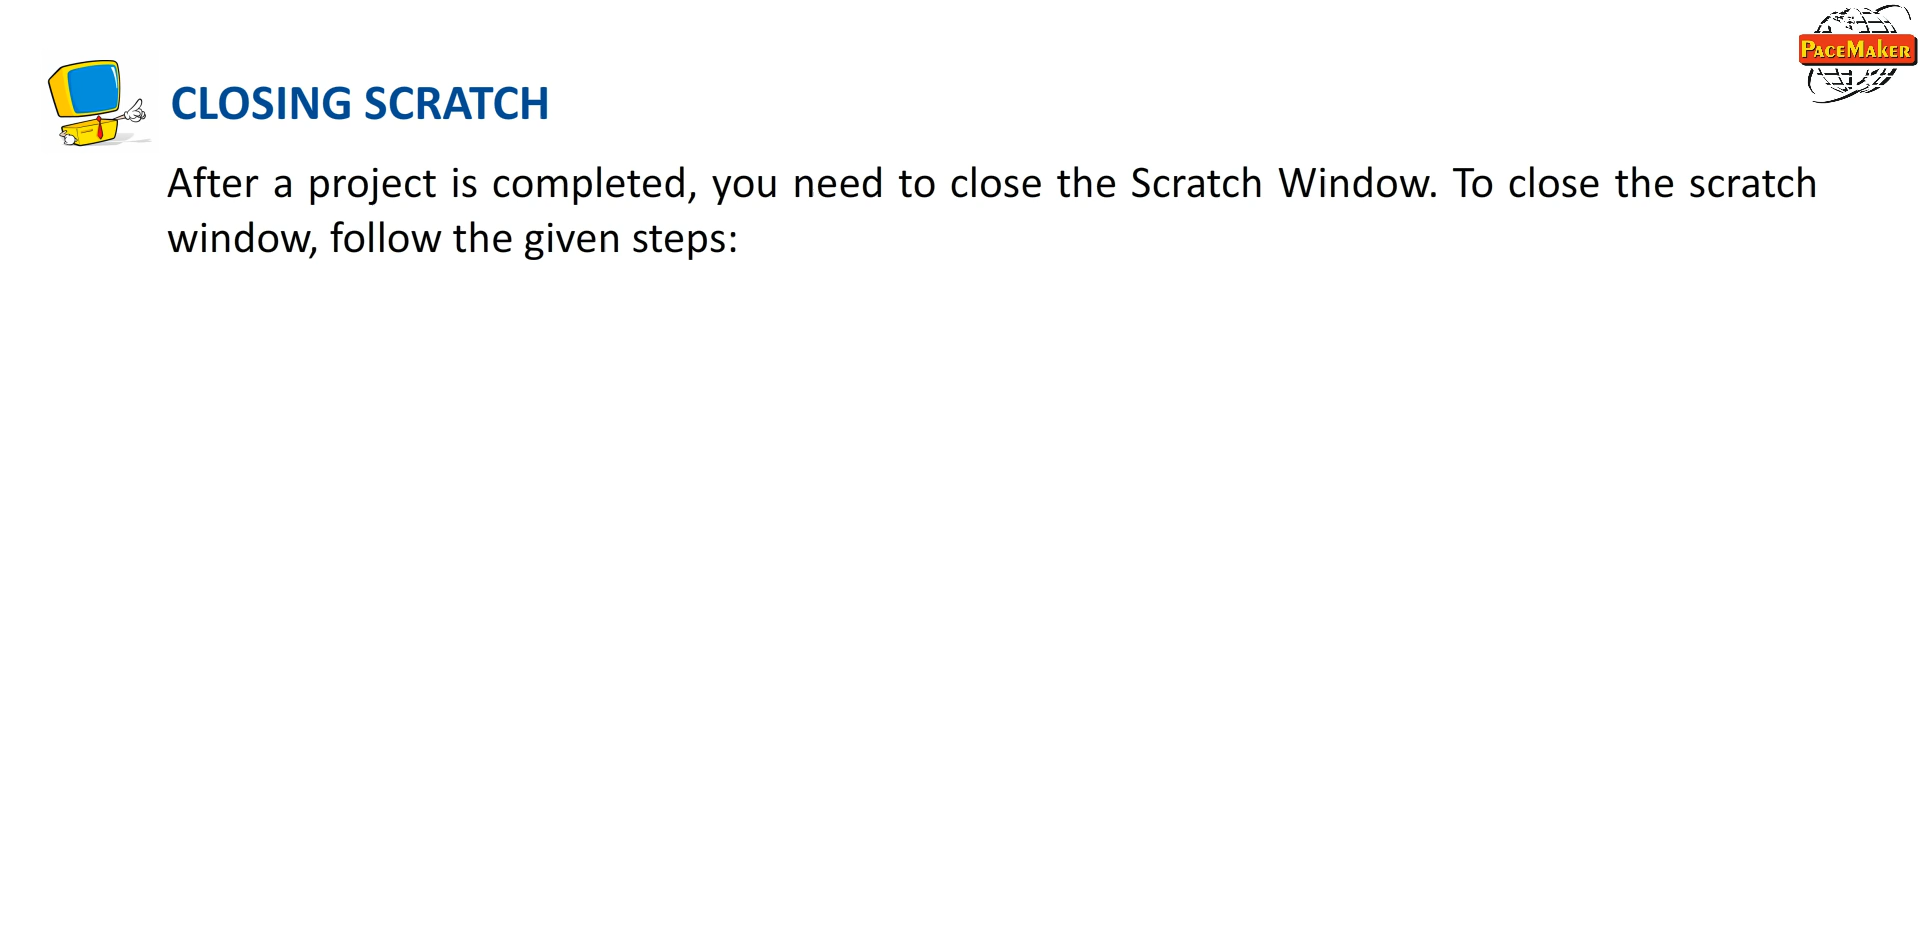 PACEMAKER
CLOSING SCRATCH
After a project is completed, you need to close the Scratch Window. To close the scratch
window, follow the given steps: